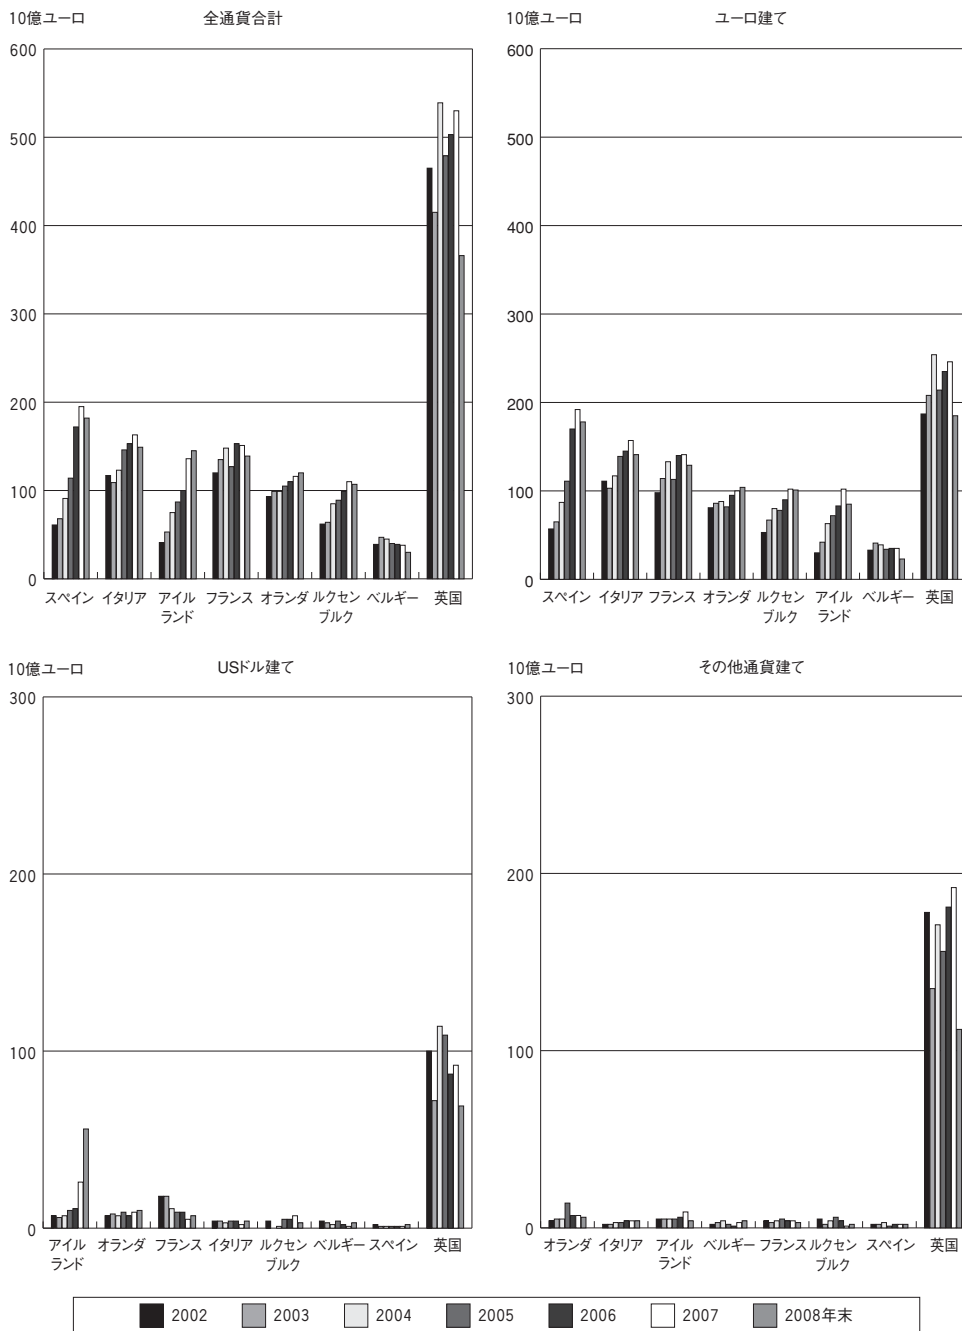 10億ユーロ 全通貨合計
600
500
400
300
200
100
0
スペイン イタリア アイルランド フランス オランダ ルクセンブルク ベルギー 英国
10億ユーロ ユーロ建て
600
500
400
300
200
100
0
スペイン イタリア フランス オランダ ルクセンブルク アイルランド ベルギー 英国
10億ユーロ USドル建て
300
200
100
0
アイルランド オランダ フランス イタリア ルクセンブルク ベルギー スペイン 英国
10億ユーロ その他通貨建て
300
200
100
0
オランダ イタリア アイルランド ベルギー フランス ルクセンブルク スペイン 英国
2002 2003 2004 2005 2006 2007 2008年末